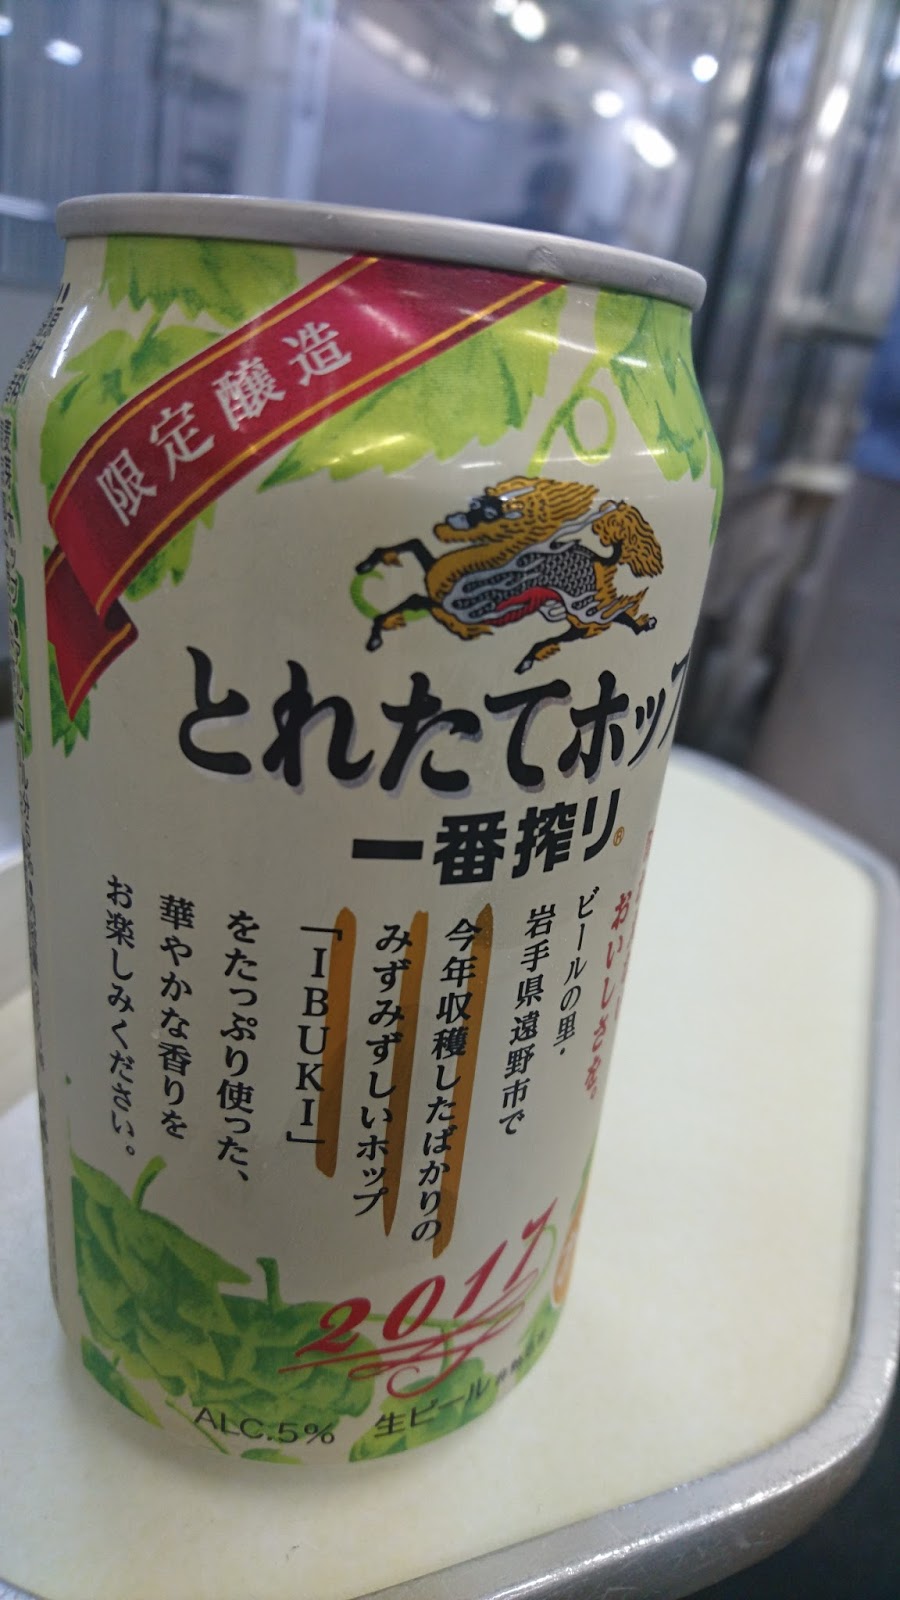 限定醸造
とれたてホップ
一番搾り®
おいしさを。
ビールの里・
岩手県遠野市で
今年収穫したばかりの
みずみずしいホップ
「IBUKI」
をたっぷり使った、
華やかな香りを
お楽しみください。
2017
ALC.5% 生ビール